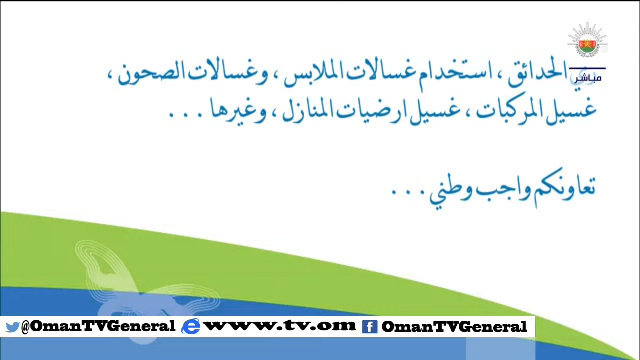 الحدائق ، استخدام غسالات الملابس ، وغسالات الصحون ،
مباشر
غسيل المركبات ، غسيل ارضيات المنازل ، وغيرها ...
تعاونكم واجب وطني ...
@OmanTVGeneral www.tv.om OmanTVGeneral